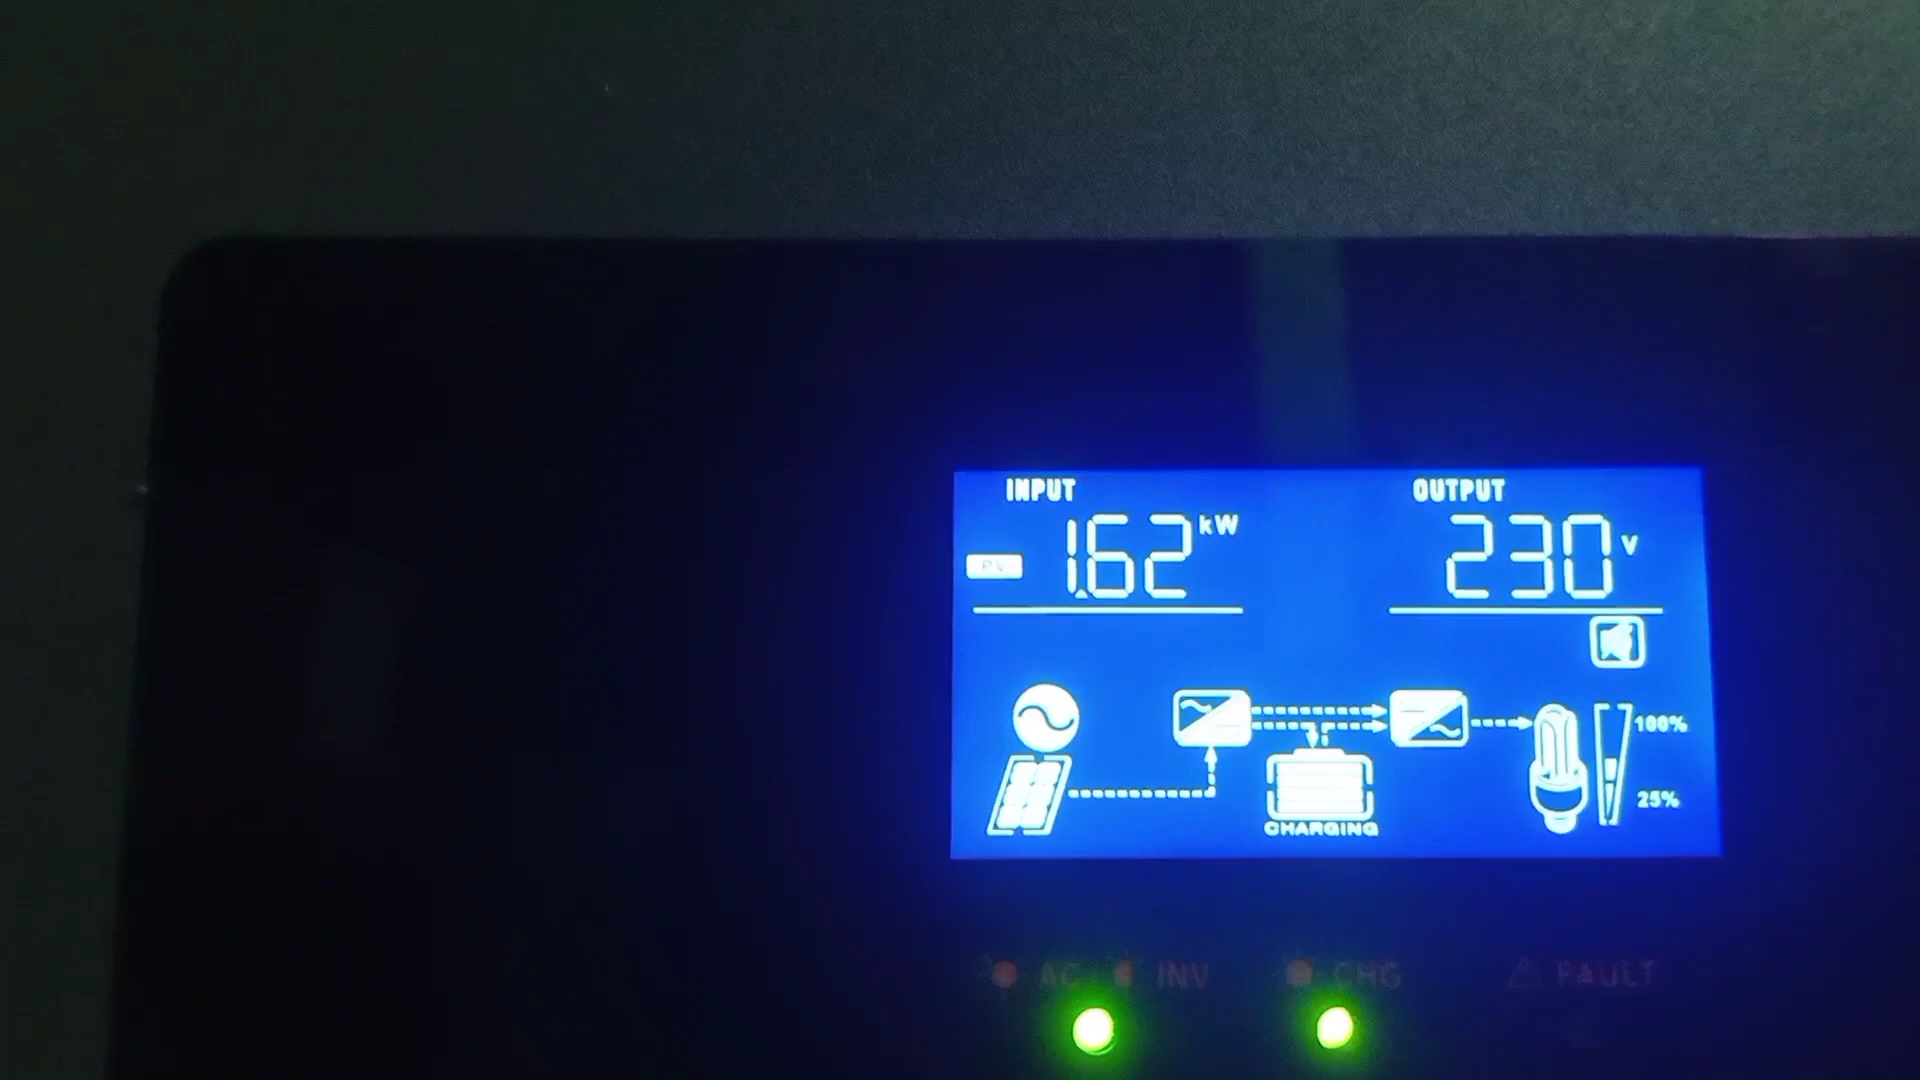 INPUT OUTPUT
1.62 kW 230 V
PV
100%
25%
CHARGING
AC INV CHG FAULT